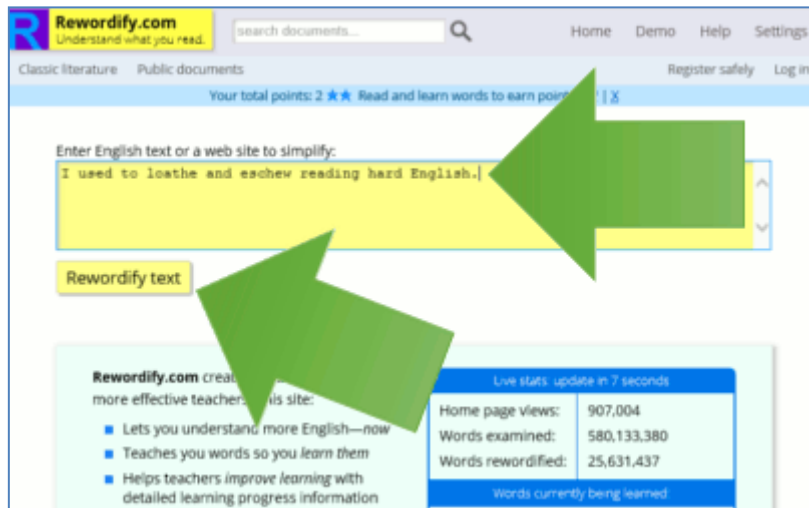 Rewordify.com
Understand what you read.
search documents...
Home Demo Help Settings
Classic literature Public documents
Register safely Log in
Your total points: 2 ★★ Read and learn words to earn | X
Enter English text or a web site to simplify:
I used to loathe and eschew reading hard English.
Rewordify text
Rewordify.com
more effective site:
Lets you understand more English—now
Teaches you words so you learn them
Helps teachers improve learning with
detailed learning progress information
Live stats: update in 7 seconds
Home page views: 907,004
Words examined: 580,133,380
Words rewordified: 25,631,437
Words currently being learned